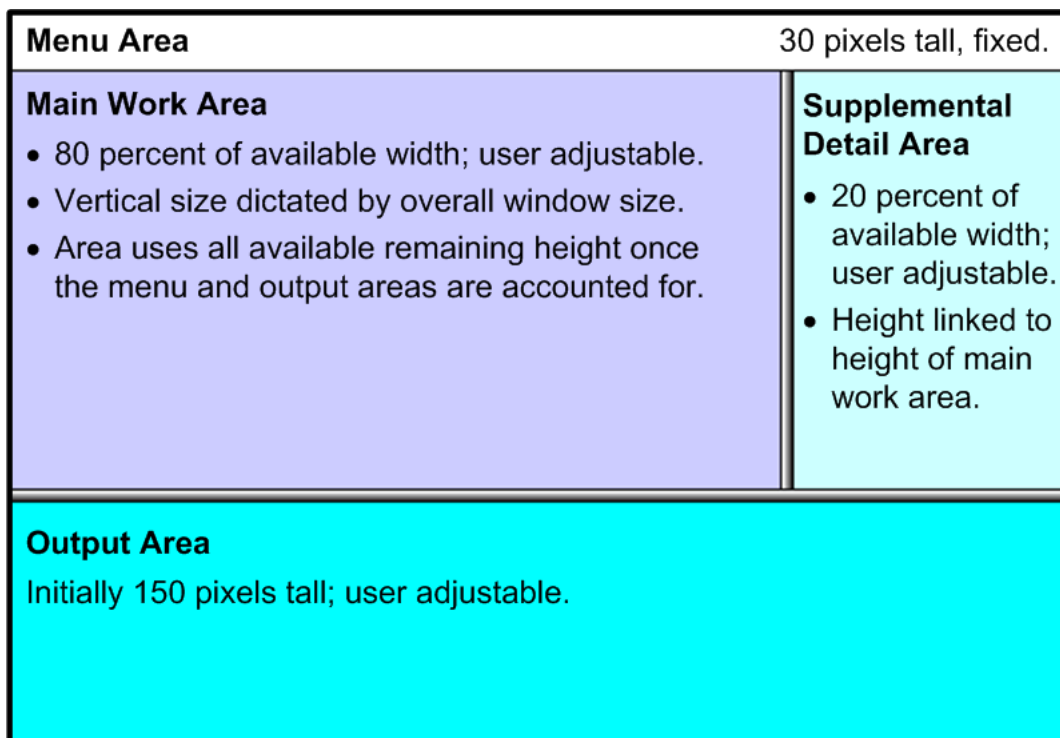 Menu Area 30 pixels tall, fixed.
Main Work Area
• 80 percent of available width; user adjustable.
• Vertical size dictated by overall window size.
• Area uses all available remaining height once
the menu and output areas are accounted for.
Supplemental
Detail Area
• 20 percent of
available width;
user adjustable.
• Height linked to
height of main
work area.
Output Area
Initially 150 pixels tall; user adjustable.